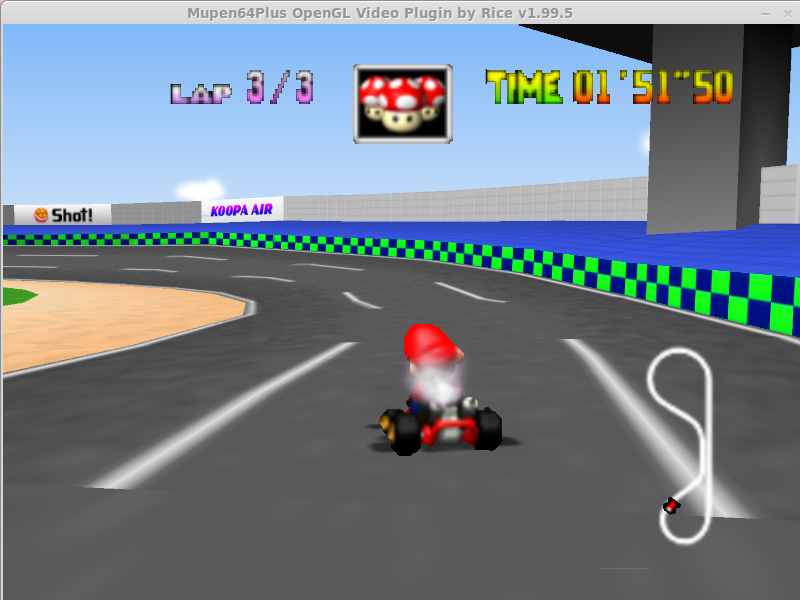 Mupen64Plus OpenGL Video Plugin by Rice v1.99.5
LAP 3/3
TIME 01'51"50
Shot!
KOOPA AIR